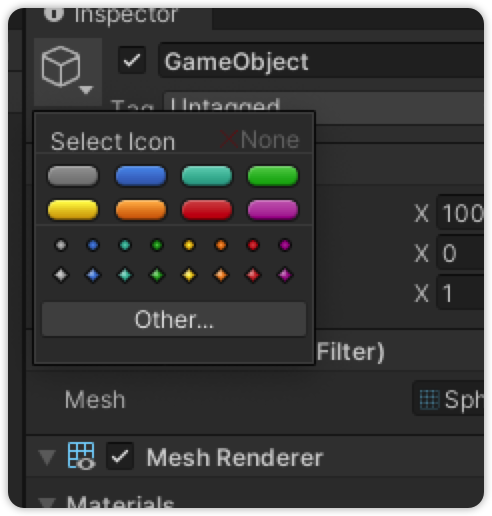 Inspector
GameObject
Tag Untagged
Select Icon
None
X 100
X 0
X 1
Other...
Filter)
Mesh
Sph
Mesh Renderer
Materials